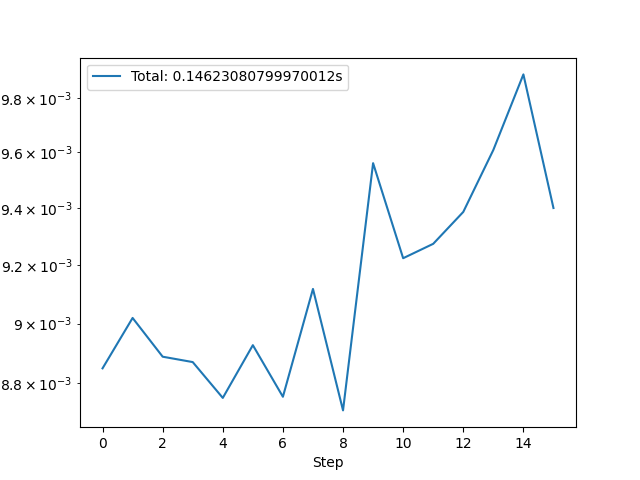 Total: 0.14623080799970012s
9.8 × 10⁻³
9.6 × 10⁻³
9.4 × 10⁻³
9.2 × 10⁻³
9 × 10⁻³
8.8 × 10⁻³
0 2 4 6 8 10 12 14
Step